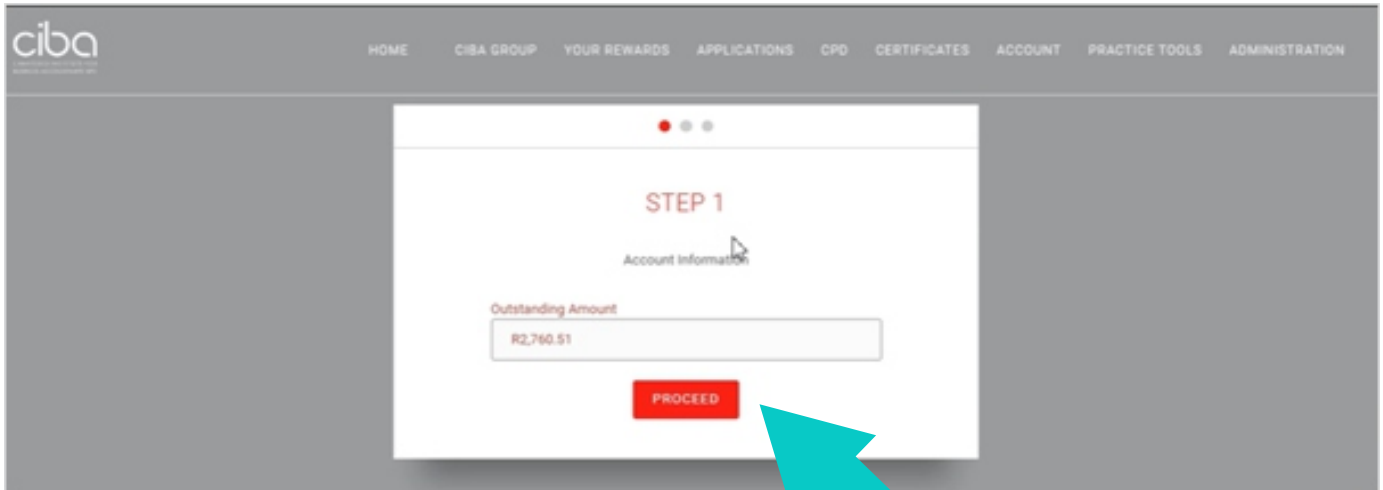 ciba
HOME CIBA GROUP YOUR REWARDS APPLICATIONS CPD CERTIFICATES ACCOUNT PRACTICE TOOLS ADMINISTRATION
STEP 1
Account Information
Outstanding Amount
R2,760.51
PROCEED